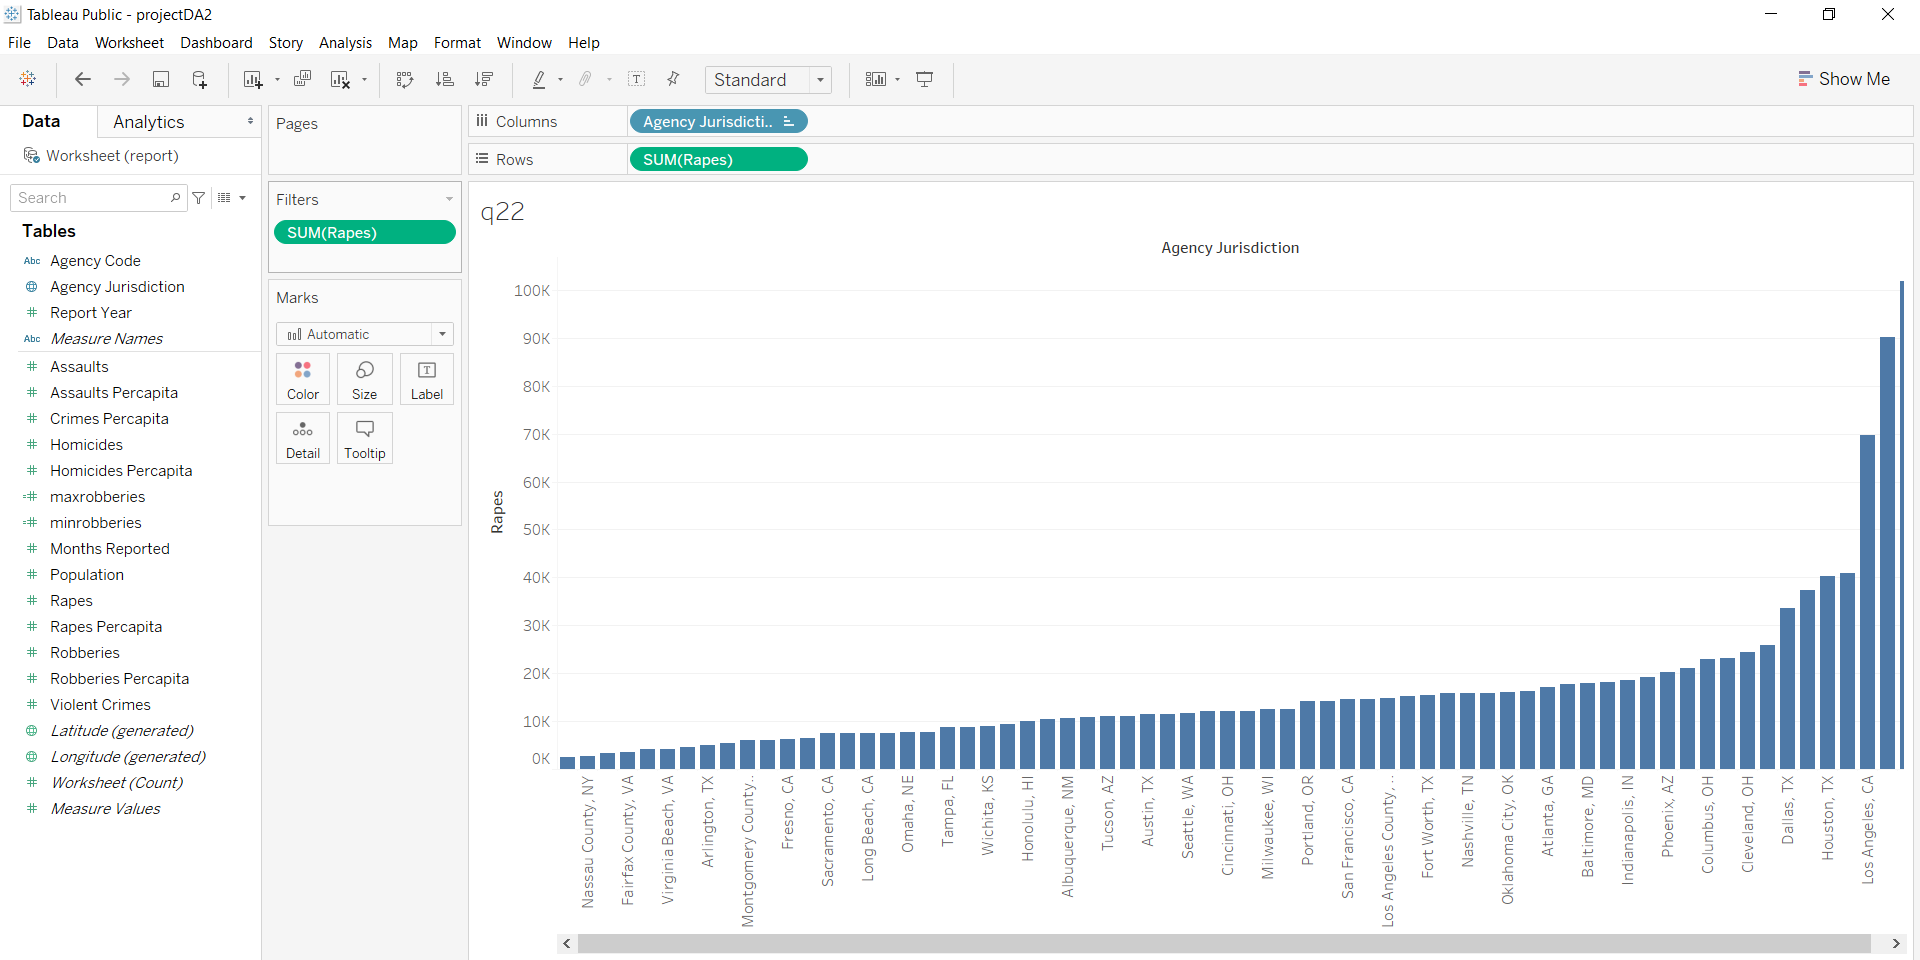 Tableau Public - projectDA2
File Data Worksheet Dashboard Story Analysis Map Format Window Help
Standard
Show Me
Data Analytics
Worksheet (report)
Search
Tables
Abc Agency Code
Agency Jurisdiction
# Report Year
Abc Measure Names
# Assaults
# Assaults Percapita
# Crimes Percapita
# Homicides
# Homicides Percapita
=# maxrobberies
=# minrobberies
# Months Reported
# Population
# Rapes
# Rapes Percapita
# Robberies
# Robberies Percapita
# Violent Crimes
Latitude (generated)
Longitude (generated)
# Worksheet (Count)
# Measure Values
Pages
Filters
SUM(Rapes)
Marks
Automatic
Color Size Label
Detail Tooltip
Columns Agency Jurisdicti..
Rows SUM(Rapes)
q22
Agency Jurisdiction
Rapes
100K
90K
80K
70K
60K
50K
40K
30K
20K
10K
0K
Nassau County, NY
Fairfax County, VA
Virginia Beach, VA
Arlington, TX
Montgomery County..
Fresno, CA
Sacramento, CA
Long Beach, CA
Omaha, NE
Tampa, FL
Wichita, KS
Honolulu, HI
Albuquerque, NM
Tucson, AZ
Austin, TX
Seattle, WA
Cincinnati, OH
Milwaukee, WI
Portland, OR
San Francisco, CA
Los Angeles County, ..
Fort Worth, TX
Nashville, TN
Oklahoma City, OK
Atlanta, GA
Baltimore, MD
Indianapolis, IN
Phoenix, AZ
Columbus, OH
Cleveland, OH
Dallas, TX
Houston, TX
Los Angeles, CA